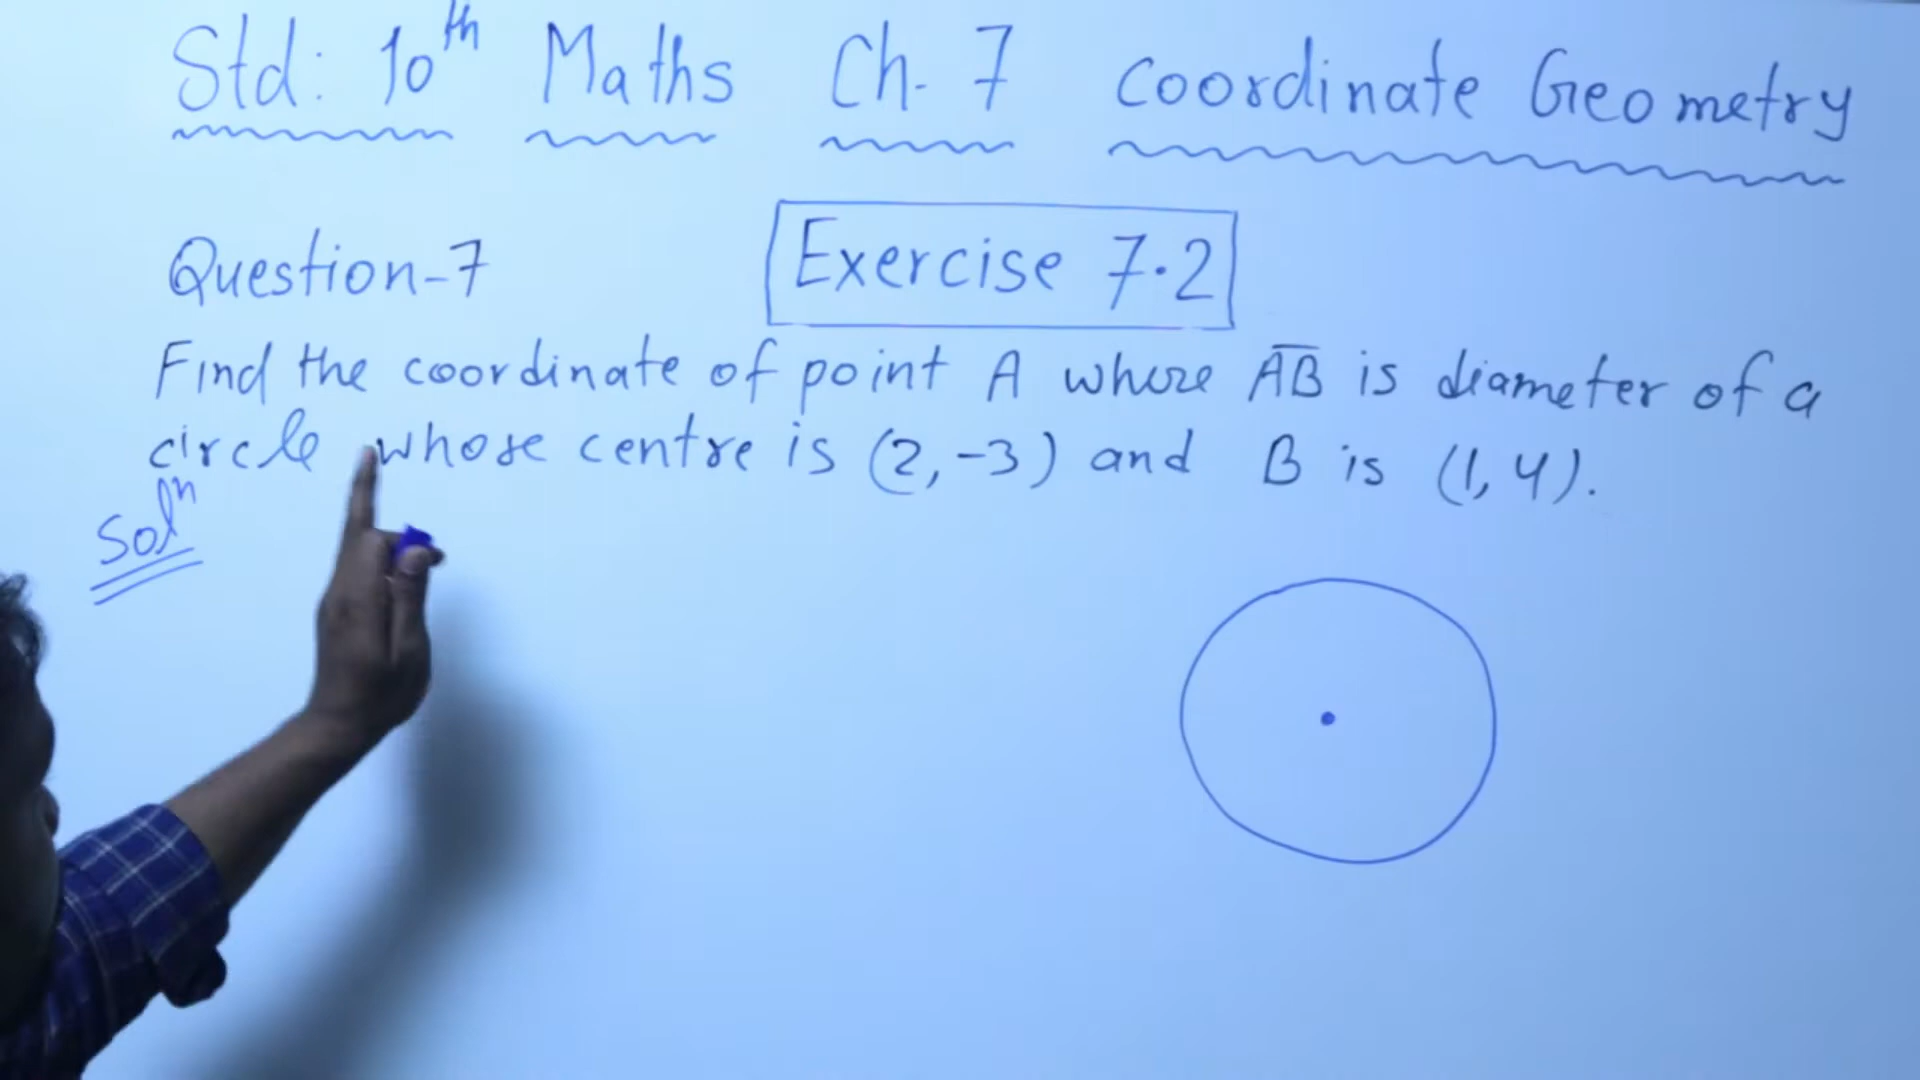 Std: 10th Maths Ch. 7 Coordinate Geometry
Question-7
Exercise 7.2
Find the coordinate of point A where AB is diameter of a
circle whose centre is (2, -3) and B is (1, 4).
Solⁿ